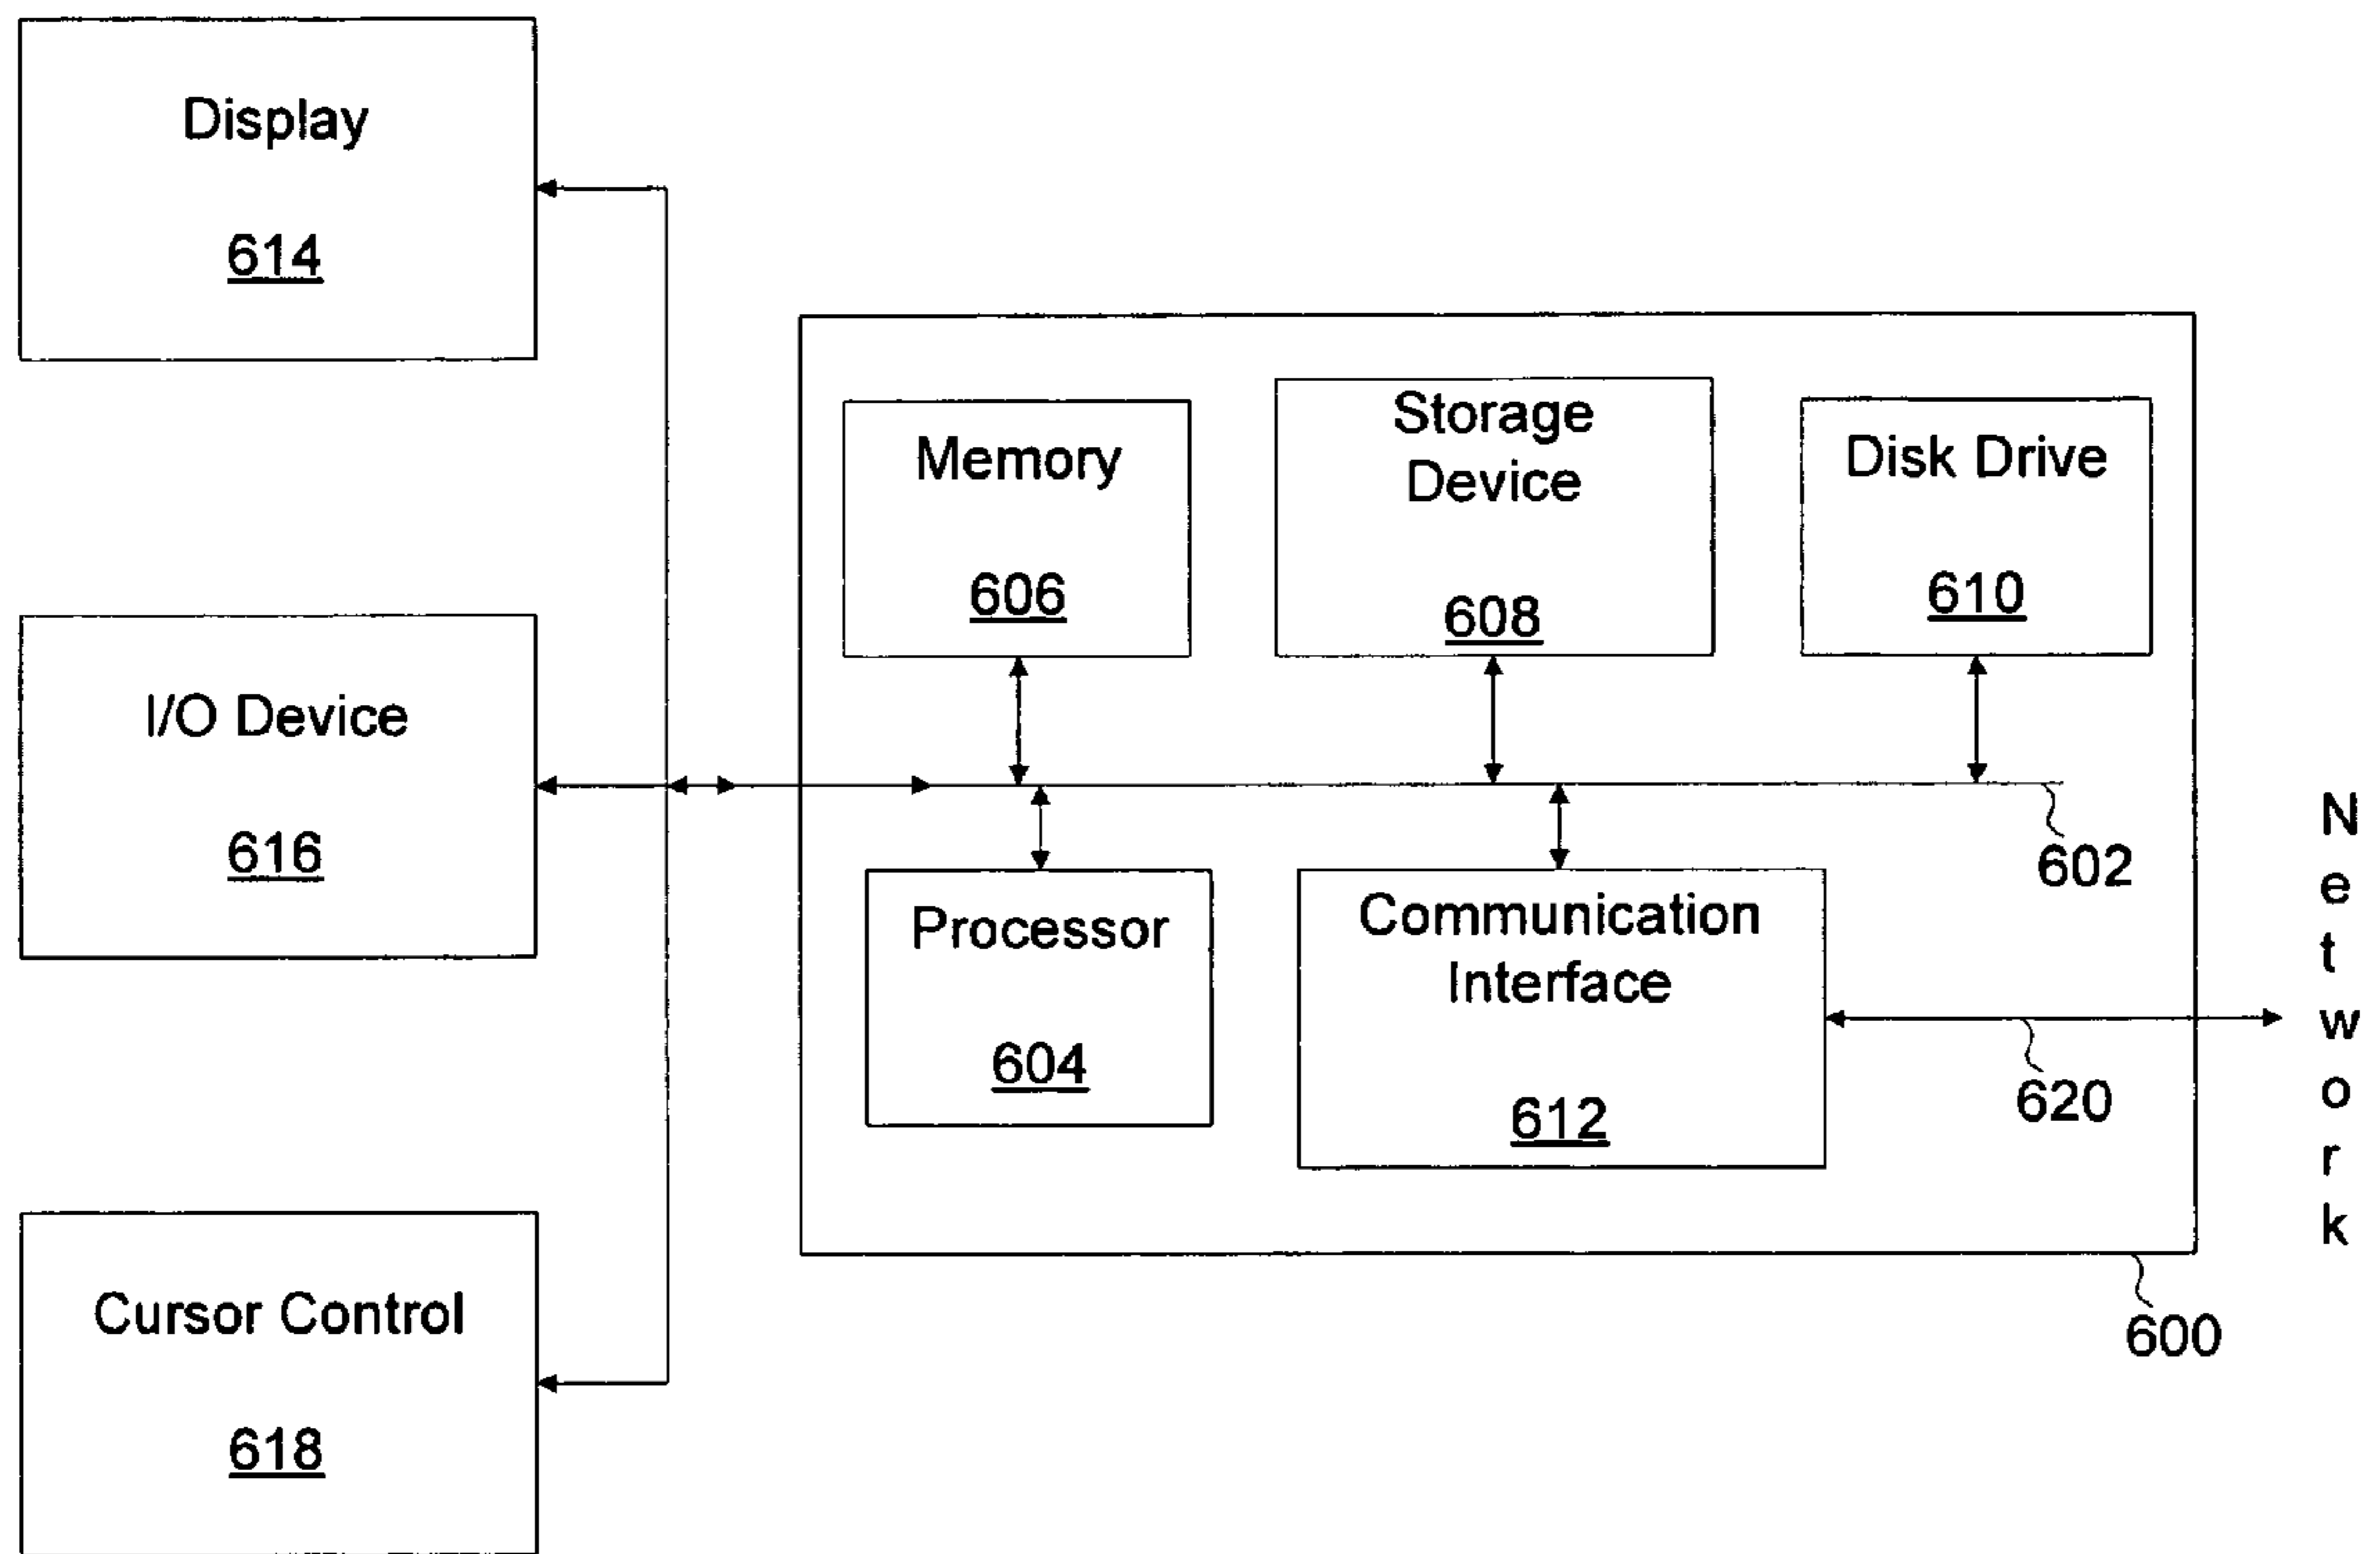 Display
614
I/O Device
616
Cursor Control
618
Memory
606
Storage
Device
608
Disk Drive
610
602
Processor
604
Communication
Interface
612
620
600
Network